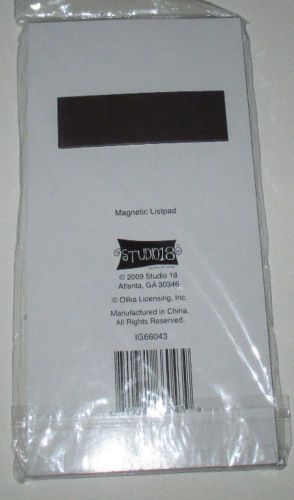 Magnetic Listpad
STUDIO18
© 2009 Studio 18
Atlanta, GA 30346
© Olika Licensing, Inc.
Manufactured in China.
All Rights Reserved.
IG66043